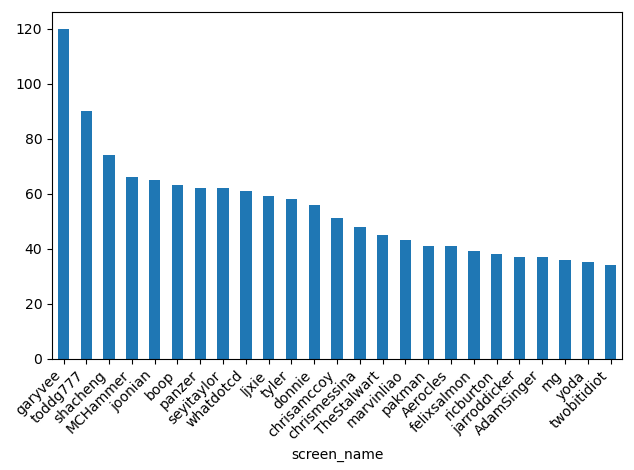 120
100
80
60
40
20
0
garyvee
toddg777
shacheng
MCHammer
joonian
boop
panzer
seyitaylor
whatdotcd
ljxie
tyler
donnie
chrisamccoy
chrismessina
TheStalwart
marvinliao
pakman
Aerocles
felixsalmon
ricburton
jarroddicker
AdamSinger
mg
yoda
twobitidiot
screen_name